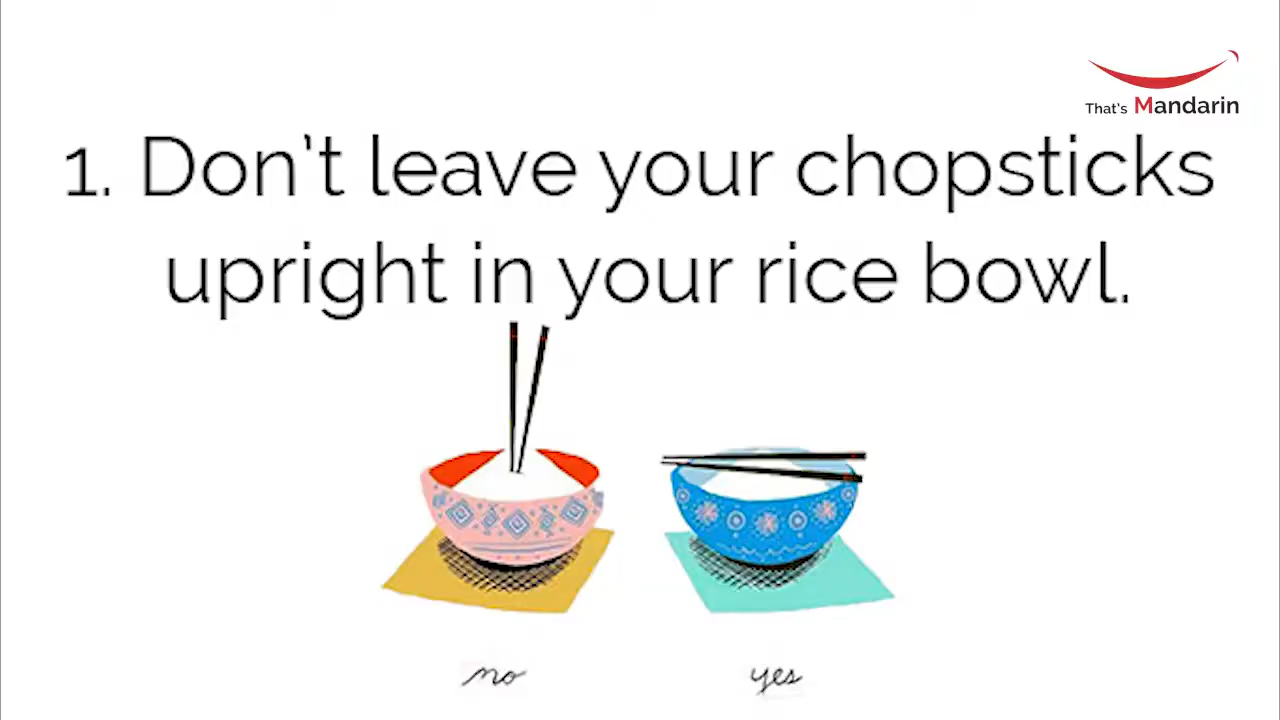 That's Mandarin
1. Don't leave your chopsticks
upright in your rice bowl.
no
yes